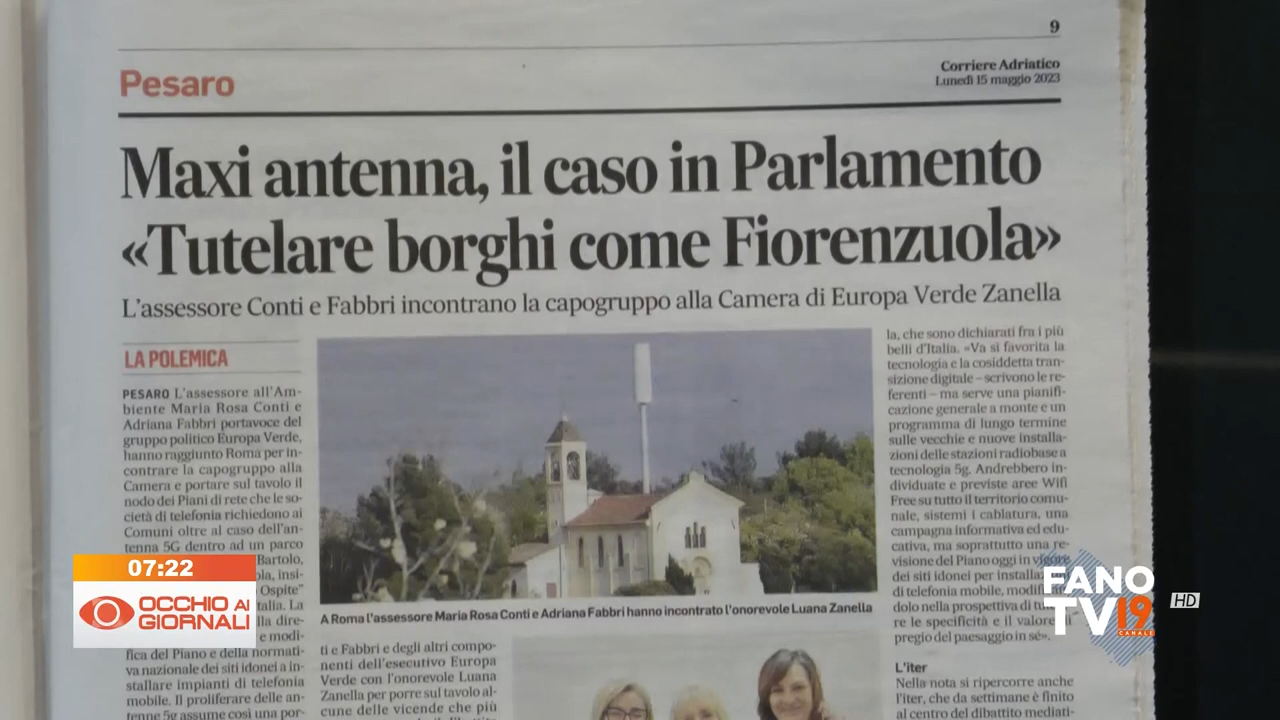 9
Pesaro
Corriere Adriatico
Lunedì 15 maggio 2023
Maxi antenna, il caso in Parlamento
«Tutelare borghi come Fiorenzuola»
L'assessore Conti e Fabbri incontrano la capogruppo alla Camera di Europa Verde Zanella
LA POLEMICA
PESARO L'assessore all'Am-
biente Maria Rosa Conti e
Adriana Fabbri portavoce del
gruppo politico Europa Verde,
hanno raggiunto Roma per in-
contrare la capogruppo alla
Camera e portare sul tavolo il
nodo dei Piani di rete che le so-
cietà di telefonia richiedono ai
Comuni oltre al caso dell'an-
tenna 5G dentro ad un parco
Bartolo,
ola, insi-
Ospite"
talia. La
lla dire-
e modi-
fica del Piano e della normati-
va nazionale dei siti idonei a in-
stallare impianti di telefonia
mobile. Il proliferare delle an-
tenne 5g assume così una por-
A Roma l'assessore Maria Rosa Conti e Adriana Fabbri hanno incontrato l'onorevole Luana Zanella
ti e Fabbri e degli altri compo-
nenti dell'esecutivo Europa
Verde con l'onorevole Luana
Zanella per porre sul tavolo al-
cune delle vicende che più
la, che sono dichiarati fra i più
belli d'Italia. «Va sì favorita la
tecnologia e la cosiddetta tran-
sizione digitale – scrivono le re-
ferenti – ma serve una pianifi-
cazione generale a monte e un
programma di lungo termine
sulle vecchie e nuove installa-
zioni delle stazioni radiobase a
tecnologia 5g. Andrebbero in-
dividuate e previste aree Wifi
Free su tutto il territorio comu-
nale, sistemi i cablatura, una
campagna informativa ed edu-
cativa, ma soprattutto una re-
visione del Piano oggi in vigore
dei siti idonei per installa
di telefonia mobile, modifi
dolo nella prospettiva di tu
re le specificità e il valore
pregio del paesaggio in sé».
L'iter
Nella nota si ripercorre anche
l'iter, che da settimane è finito
al centro del dibattito mediati-
07:22
OCCHIO AI
GIORNALI
FANO
TV 19
CANALE
HD